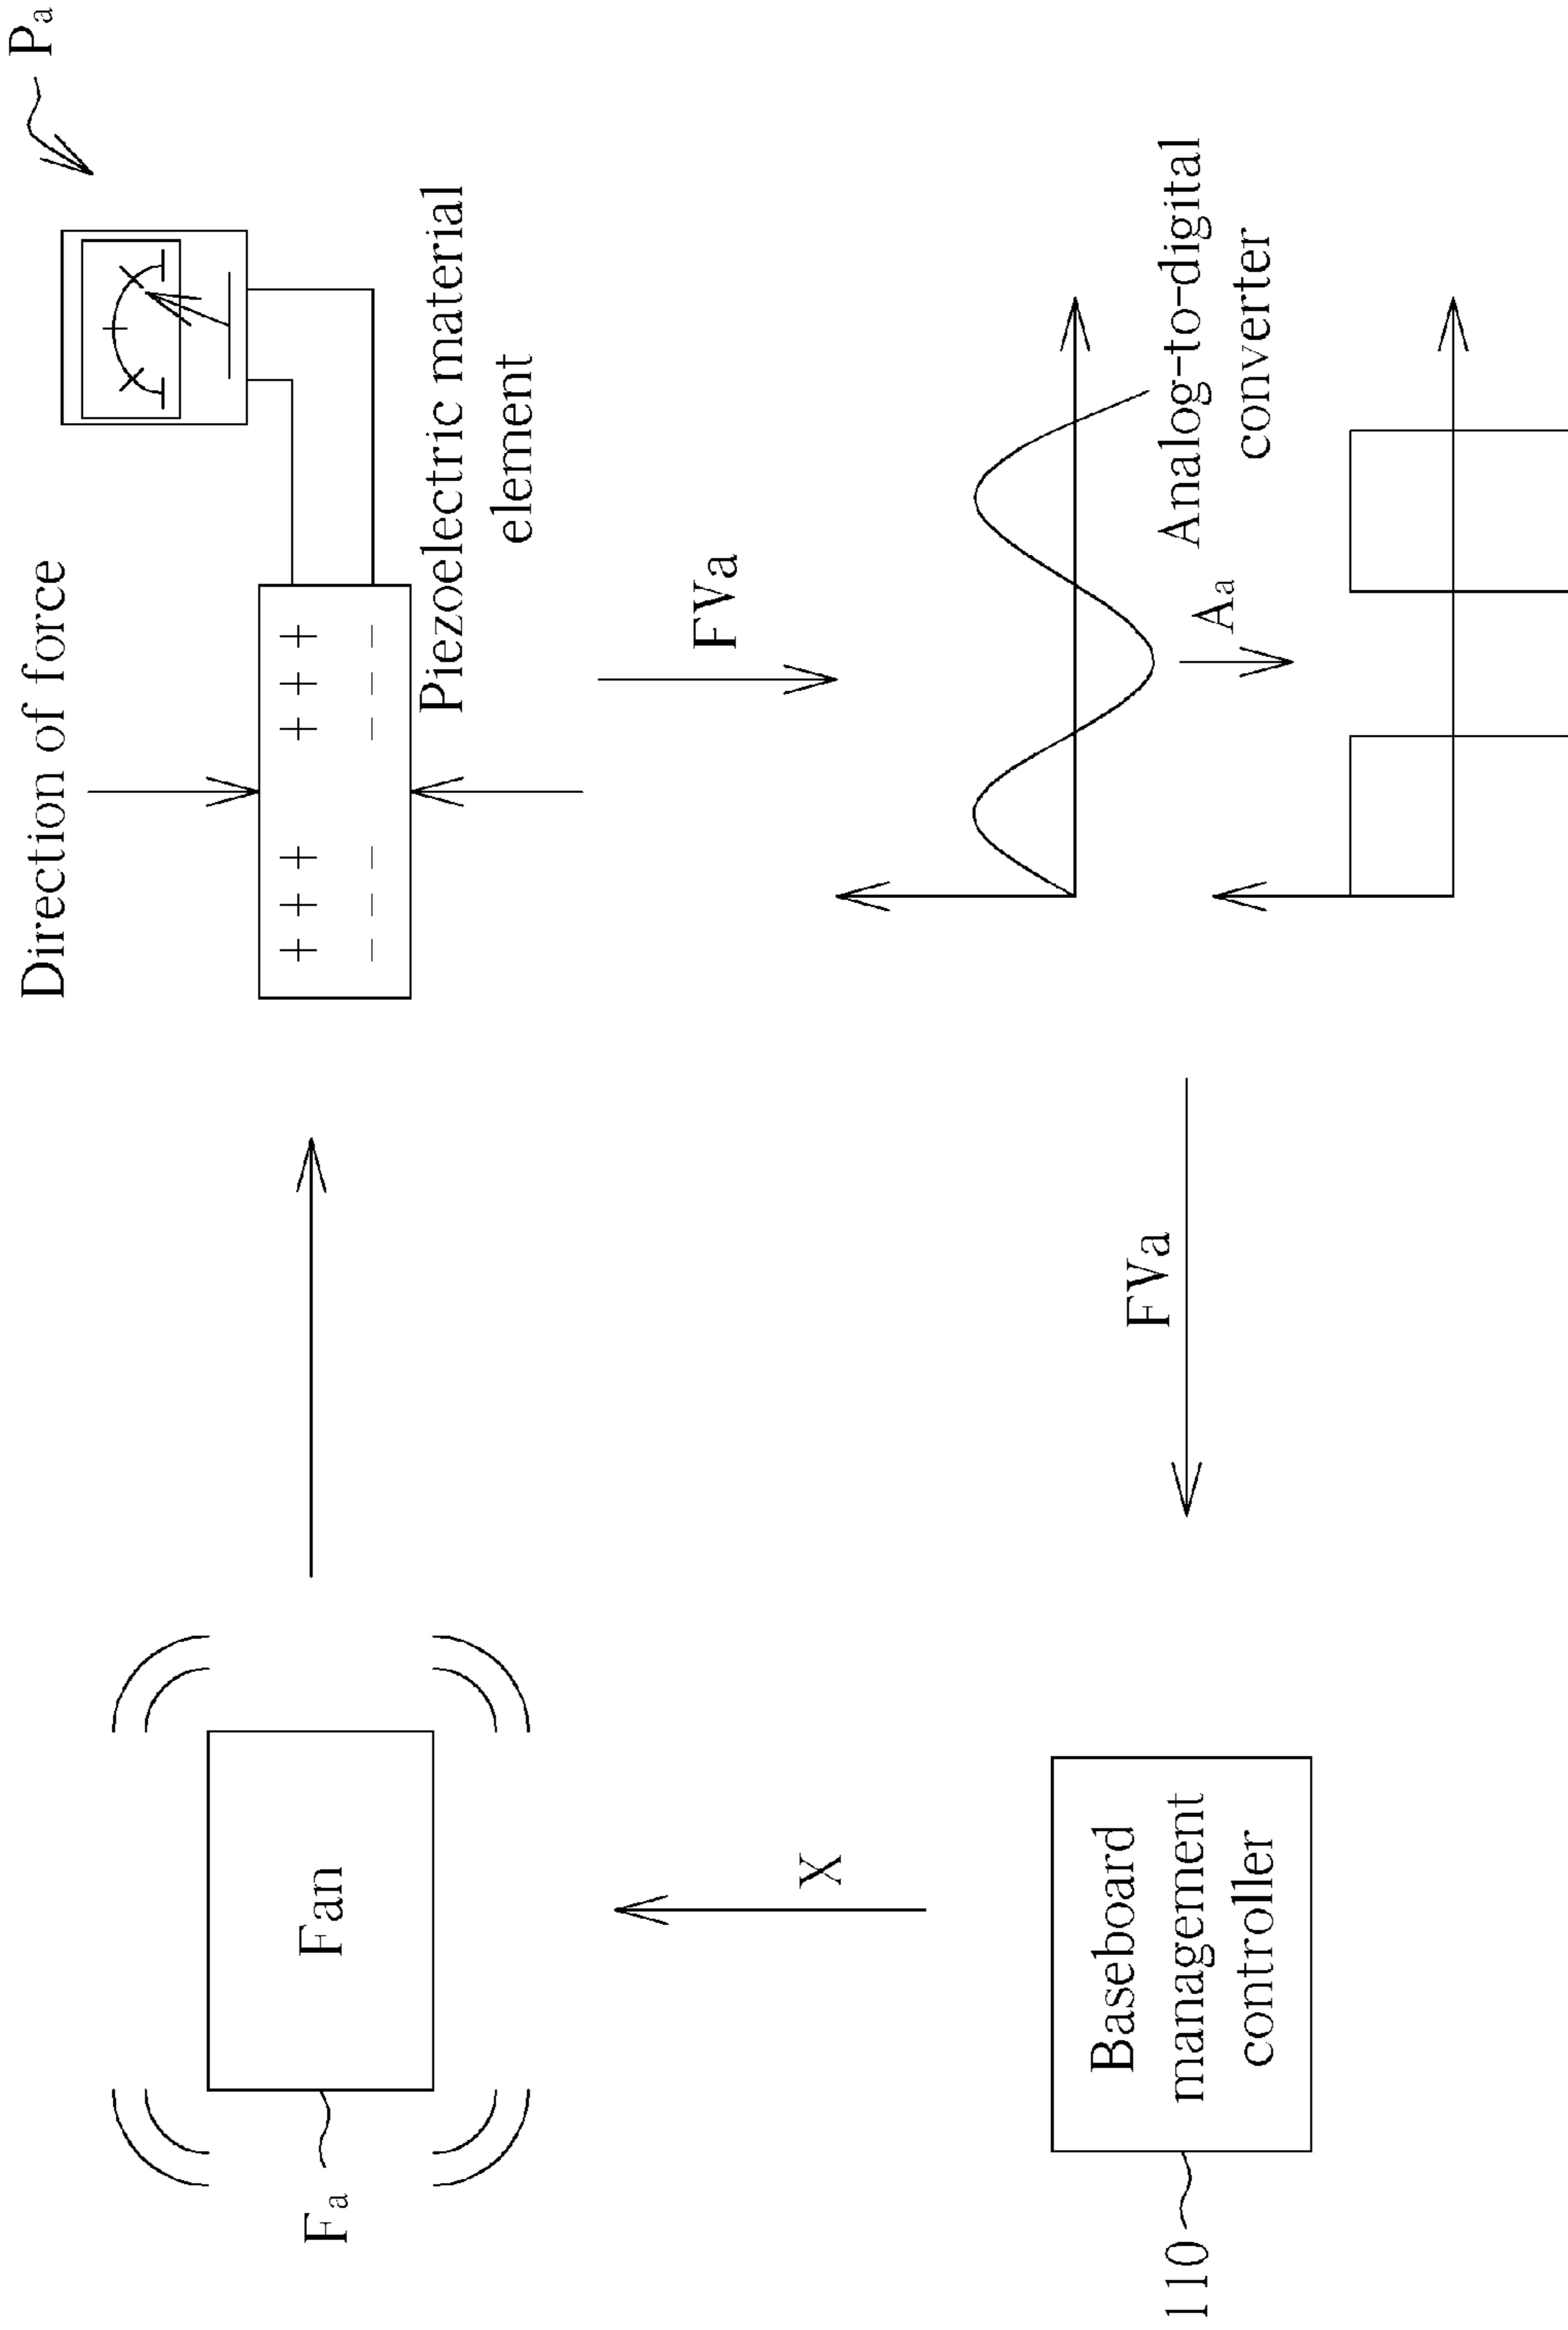 Pa
Direction of force
Piezoelectric material
element
Fan
Fa
FVa
X
FVa
Analog-to-digital
converter
Aa
Baseboard
management
controller
110